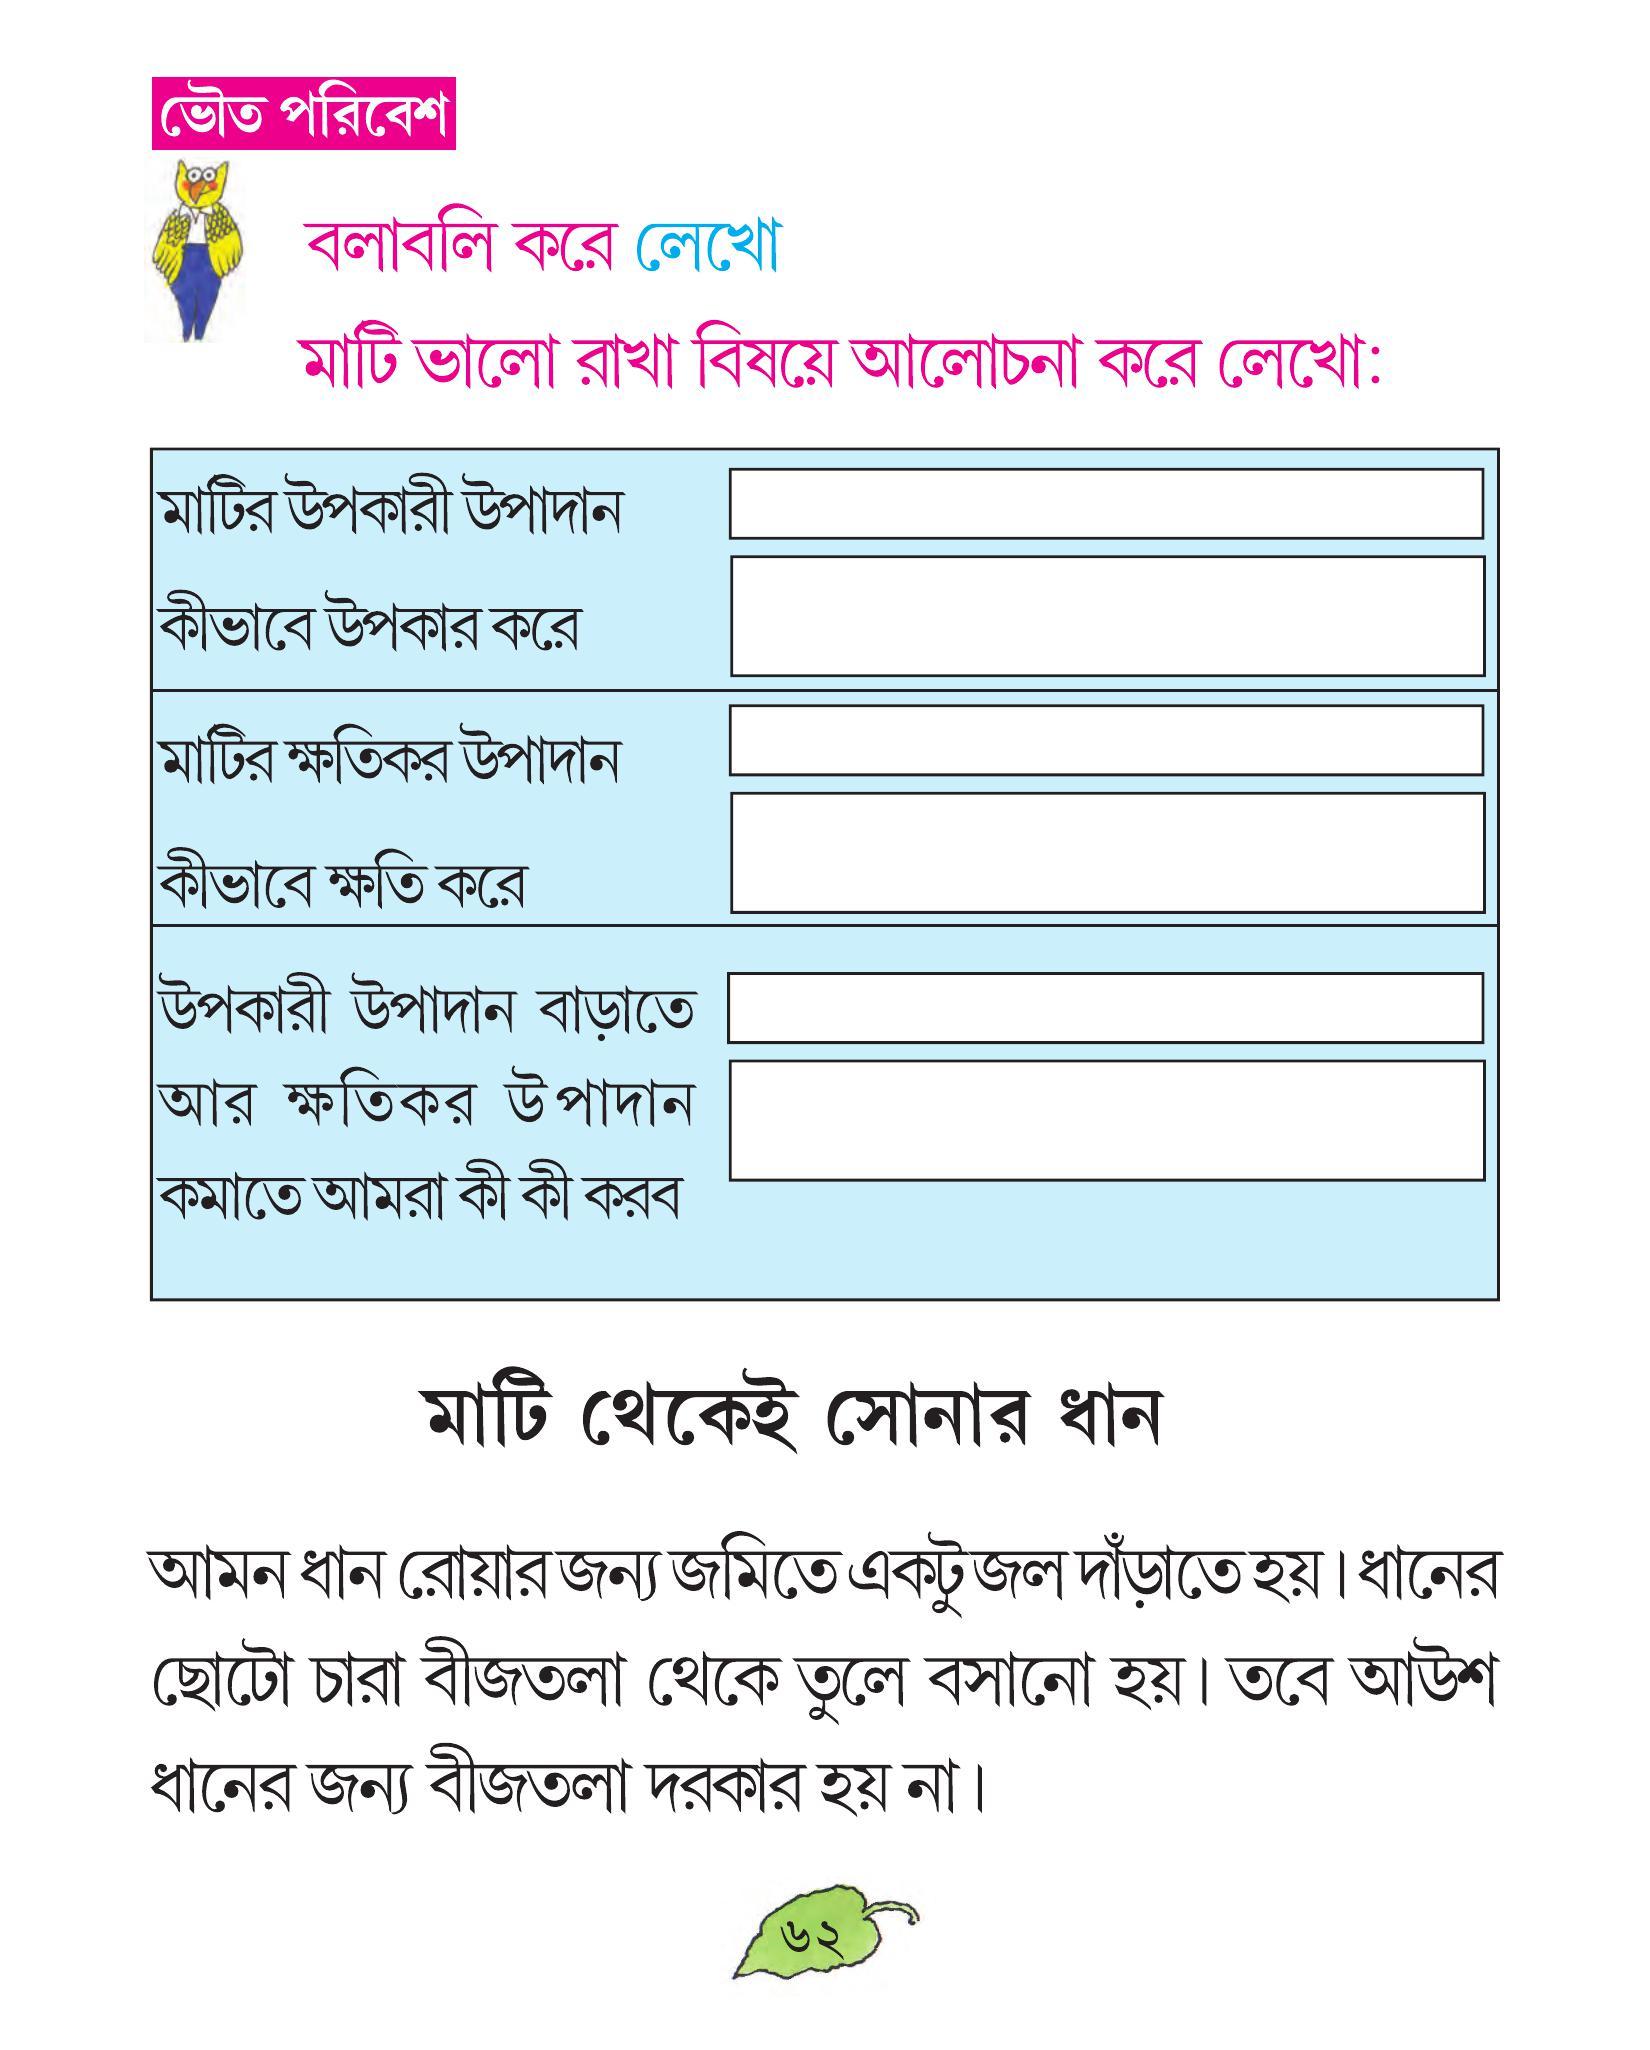 ভৌত পরিবেশ
বলাবলি করে লেখো
মাটি ভালো রাখা বিষয়ে আলোচনা করে লেখো:
মাটির উপকারী উপাদান
কীভাবে উপকার করে
মাটির ক্ষতিকর উপাদান
কীভাবে ক্ষতি করে
উপকারী উপাদান বাড়াতে
আর ক্ষতিকর উপাদান
কমাতে আমরা কী কী করব
মাটি থেকেই সোনার ধান
আমন ধান রোয়ার জন্য জমিতে একটু জল দাঁড়াতে হয়। ধানের
ছোটো চারা বীজতলা থেকে তুলে বসানো হয়। তবে আউশ
ধানের জন্য বীজতলা দরকার হয় না।
৬২